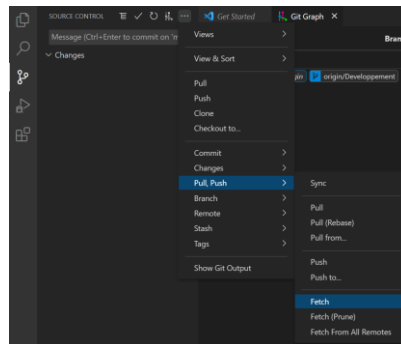 SOURCE CONTROL
Get Started
Git Graph
Message (Ctrl+Enter to commit on 'm
Changes
Views
View & Sort
Pull
Push
Clone
Checkout to...
Commit
Changes
Pull, Push
Branch
Remote
Stash
Tags
Show Git Output
Bran
gin
origin/Developpement
Sync
Pull
Pull (Rebase)
Pull from...
Push
Push to...
Fetch
Fetch (Prune)
Fetch From All Remotes